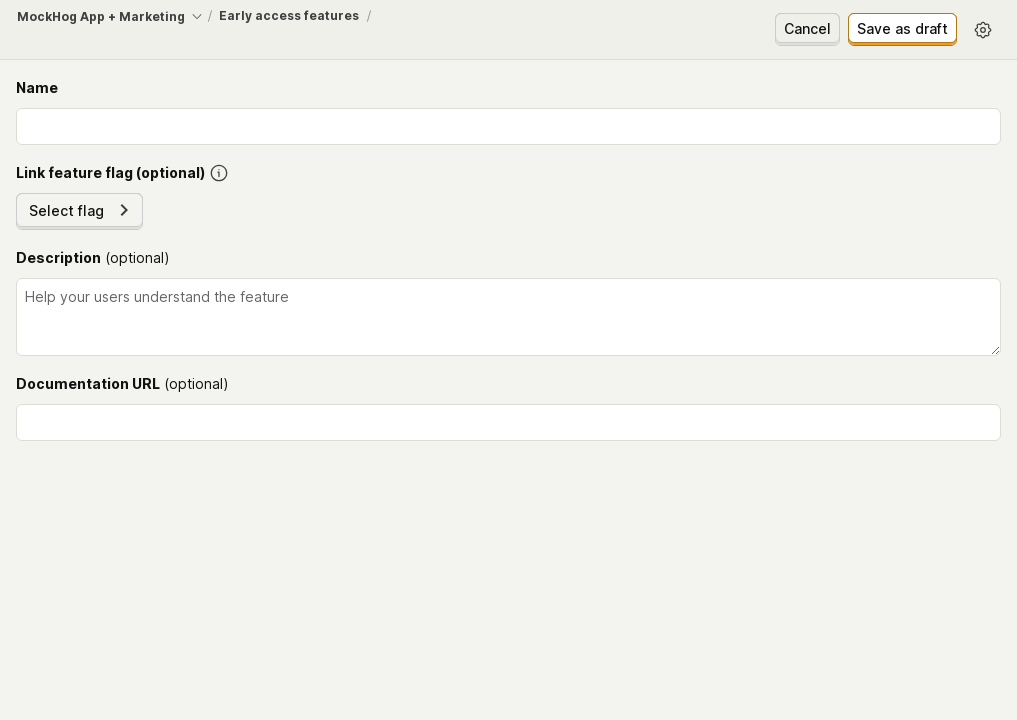 MockHog App + Marketing / Early access features /
Cancel
Save as draft
Name
Link feature flag (optional)
Select flag
Description (optional)
Help your users understand the feature
Documentation URL (optional)